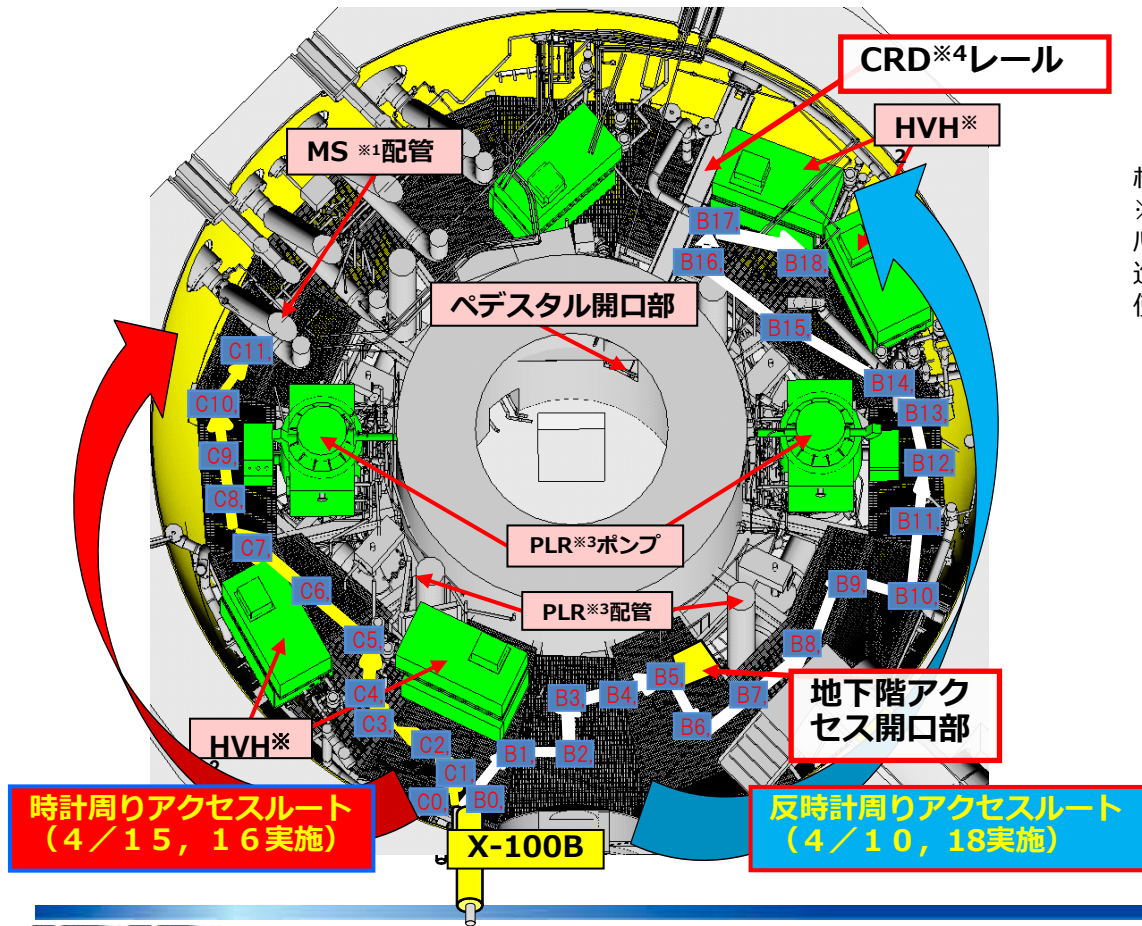 CRD※4レール
HVH※
2
MS ※1配管
ペデスタル開口部
B17,
B16,
B18,
B15,
B14,
B13,
B12,
B11,
B10,
B9,
B8,
B7,
B6,
B5,
B4,
B3,
B2,
B1,
B0,
C11,
C10,
C9,
C8,
C7,
C6,
C5,
C4,
C3,
C2,
C1,
C0,
PLR※3ポンプ
PLR※3配管
地下階アク
セス開口部
HVH※
2
時計周りアクセスルート
（４／１５，１６実施）
X-100B
反時計周りアクセスルート
（４／１０，18実施）
※